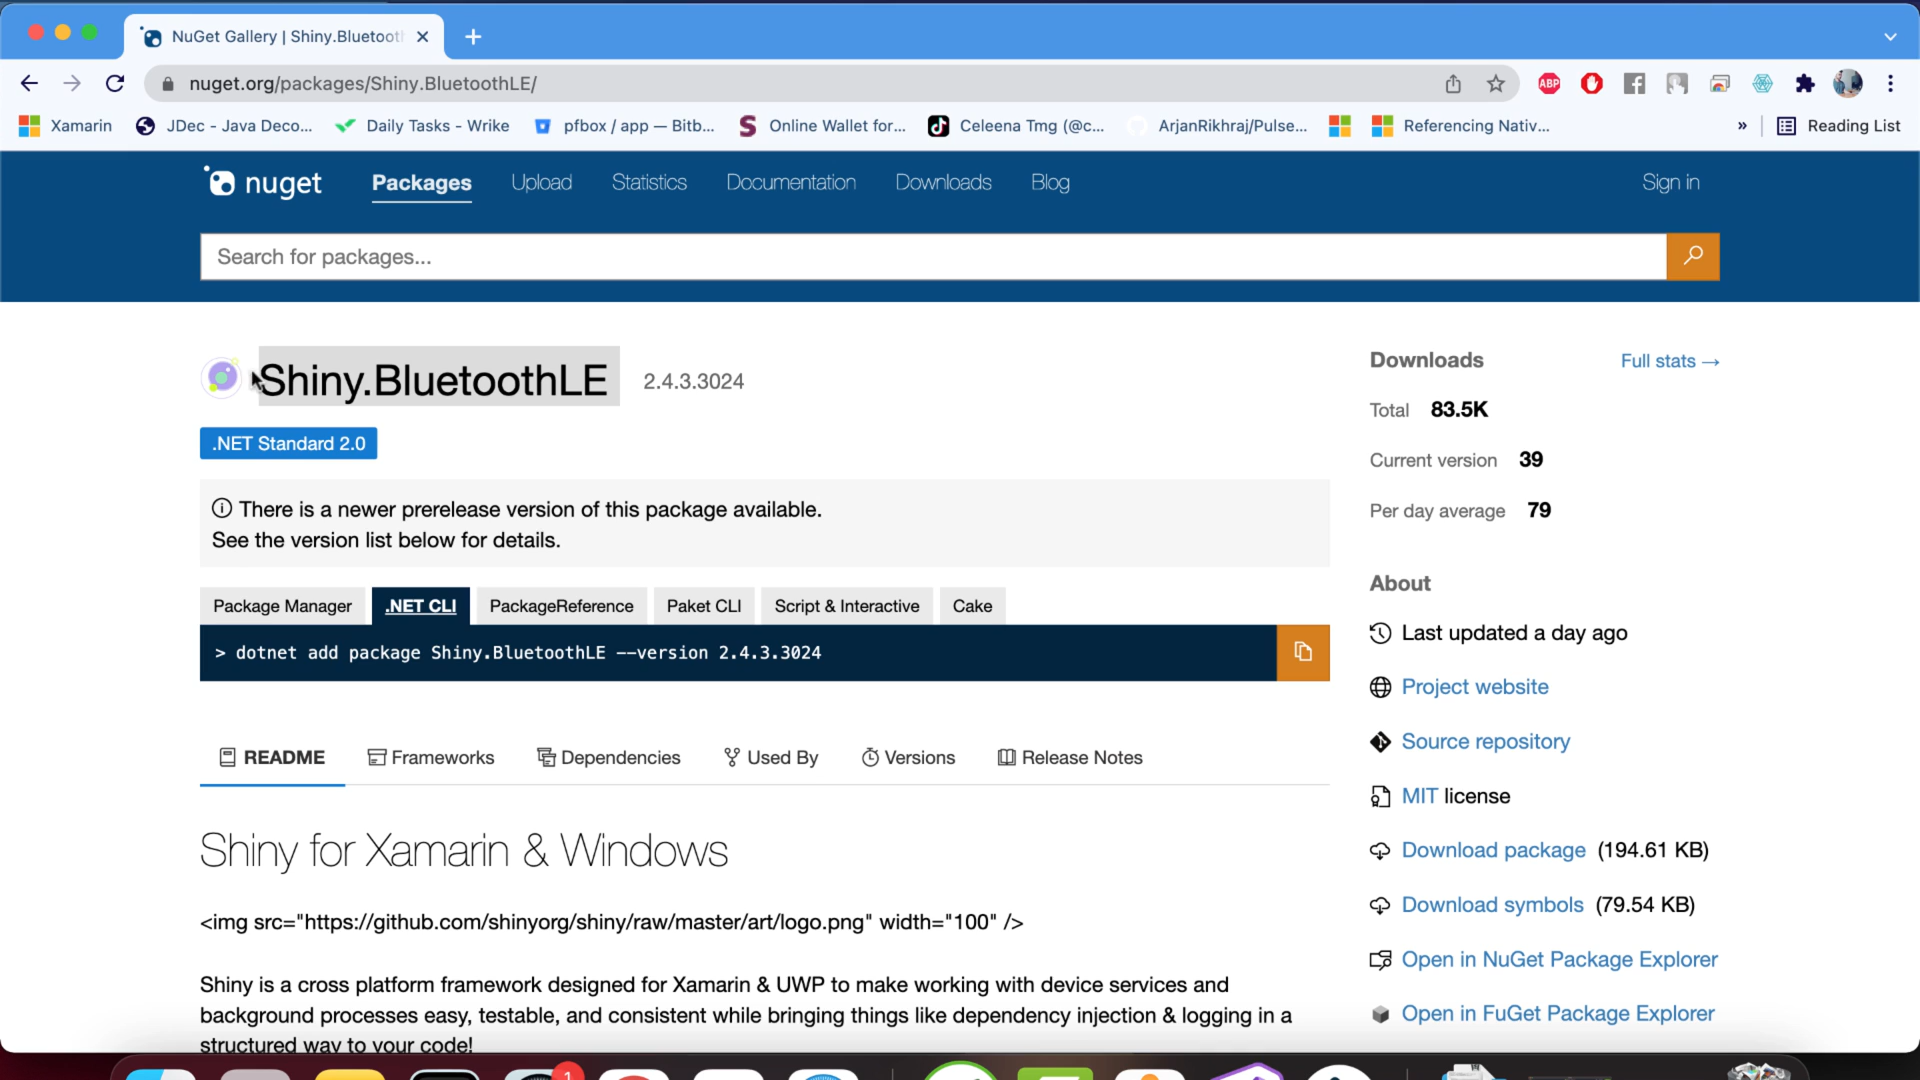 NuGet Gallery | Shiny.Bluetooth
nuget.org/packages/Shiny.BluetoothLE/
ABP
Xamarin
JDec - Java Deco...
Daily Tasks - Wrike
pfbox / app — Bitb...
Online Wallet for...
Celeena Tmg (@c...
ArjanRikhraj/Pulse...
Referencing Nativ...
»
Reading List
nuget
Packages
Upload
Statistics
Documentation
Downloads
Blog
Sign in
Search for packages...
Shiny.BluetoothLE 2.4.3.3024
.NET Standard 2.0
There is a newer prerelease version of this package available.
See the version list below for details.
Package Manager
.NET CLI
PackageReference
Paket CLI
Script & Interactive
Cake
> dotnet add package Shiny.BluetoothLE --version 2.4.3.3024
README
Frameworks
Dependencies
Used By
Versions
Release Notes
Shiny for Xamarin & Windows
<img src="https://github.com/shinyorg/shiny/raw/master/art/logo.png" width="100" />
Shiny is a cross platform framework designed for Xamarin & UWP to make working with device services and
background processes easy, testable, and consistent while bringing things like dependency injection & logging in a
structured way to your code!
Downloads
Full stats →
Total 83.5K
Current version 39
Per day average 79
About
Last updated a day ago
Project website
Source repository
MIT license
Download package (194.61 KB)
Download symbols (79.54 KB)
Open in NuGet Package Explorer
Open in FuGet Package Explorer
1